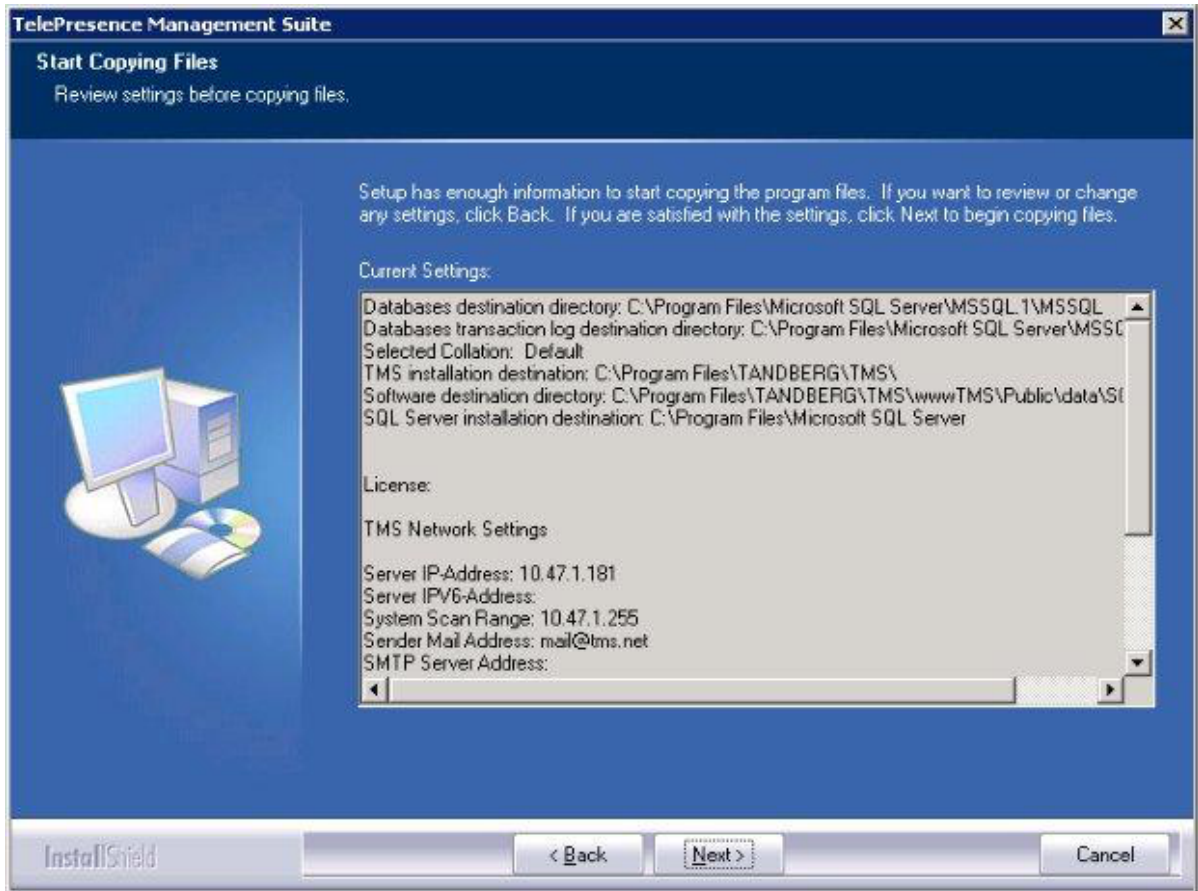 TelePresence Management Suite
Start Copying Files
Review settings before copying files.
Setup has enough information to start copying the program files. If you want to review or change
any settings, click Back. If you are satisfied with the settings, click Next to begin copying files.
Current Settings:
Databases destination directory: C:\Program Files\Microsoft SQL Server\MSSQL.1\MSSQL
Databases transaction log destination directory: C:\Program Files\Microsoft SQL Server\MSSC
Selected Collation: Default
TMS installation destination: C:\Program Files\TANDBERG\TMS\
Software destination directory: C:\Program Files\TANDBERG\TMS\wwwTMS\Public\data\S(
SQL Server installation destination: C:\Program Files\Microsoft SQL Server
License:
TMS Network Settings
Server IP-Address: 10.47.1.181
Server IPV6-Address:
System Scan Range: 10.47.1.255
Sender Mail Address: mail@tms.net
SMTP Server Address:
InstallShield
< Back
Next >
Cancel